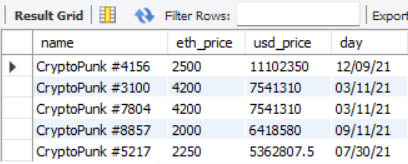 Result Grid Filter Rows: Export
name eth_price usd_price day
CryptoPunk #4156 2500 11102350 12/09/21
CryptoPunk #3100 4200 7541310 03/11/21
CryptoPunk #7804 4200 7541310 03/11/21
CryptoPunk #8857 2000 6418580 09/11/21
CryptoPunk #5217 2250 5362807.5 07/30/21